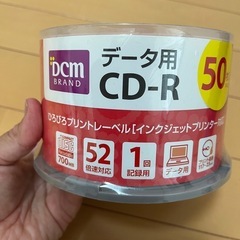 DCM
BRAND
データ用
CD-R
50
ひろびろプリントレーベル[インクジェットプリンター
700MB
52
倍速対応
1回
記録用
データ用